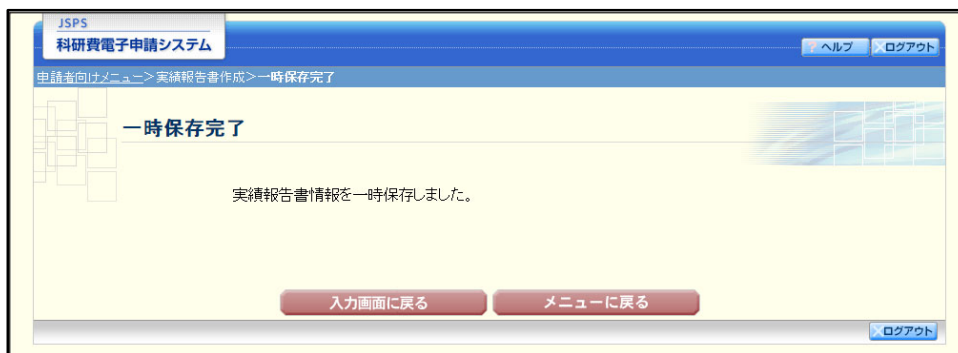 JSPS
科研費電子申請システム
? ヘルプ ログアウト
申請者向けメニュー>実績報告書作成>一時保存完了
一時保存完了
実績報告書情報を一時保存しました。
入力画面に戻る メニューに戻る
ログアウト